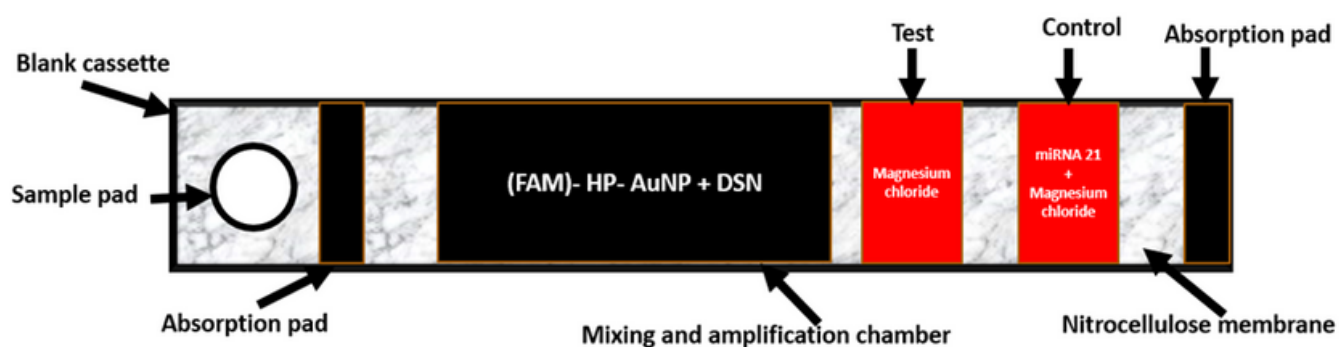 Test
Control
Absorption pad
Blank cassette
Sample pad
(FAM)- HP- AuNP + DSN
Magnesium
chloride
miRNA 21
+
Magnesium
chloride
Absorption pad
Mixing and amplification chamber
Nitrocellulose membrane